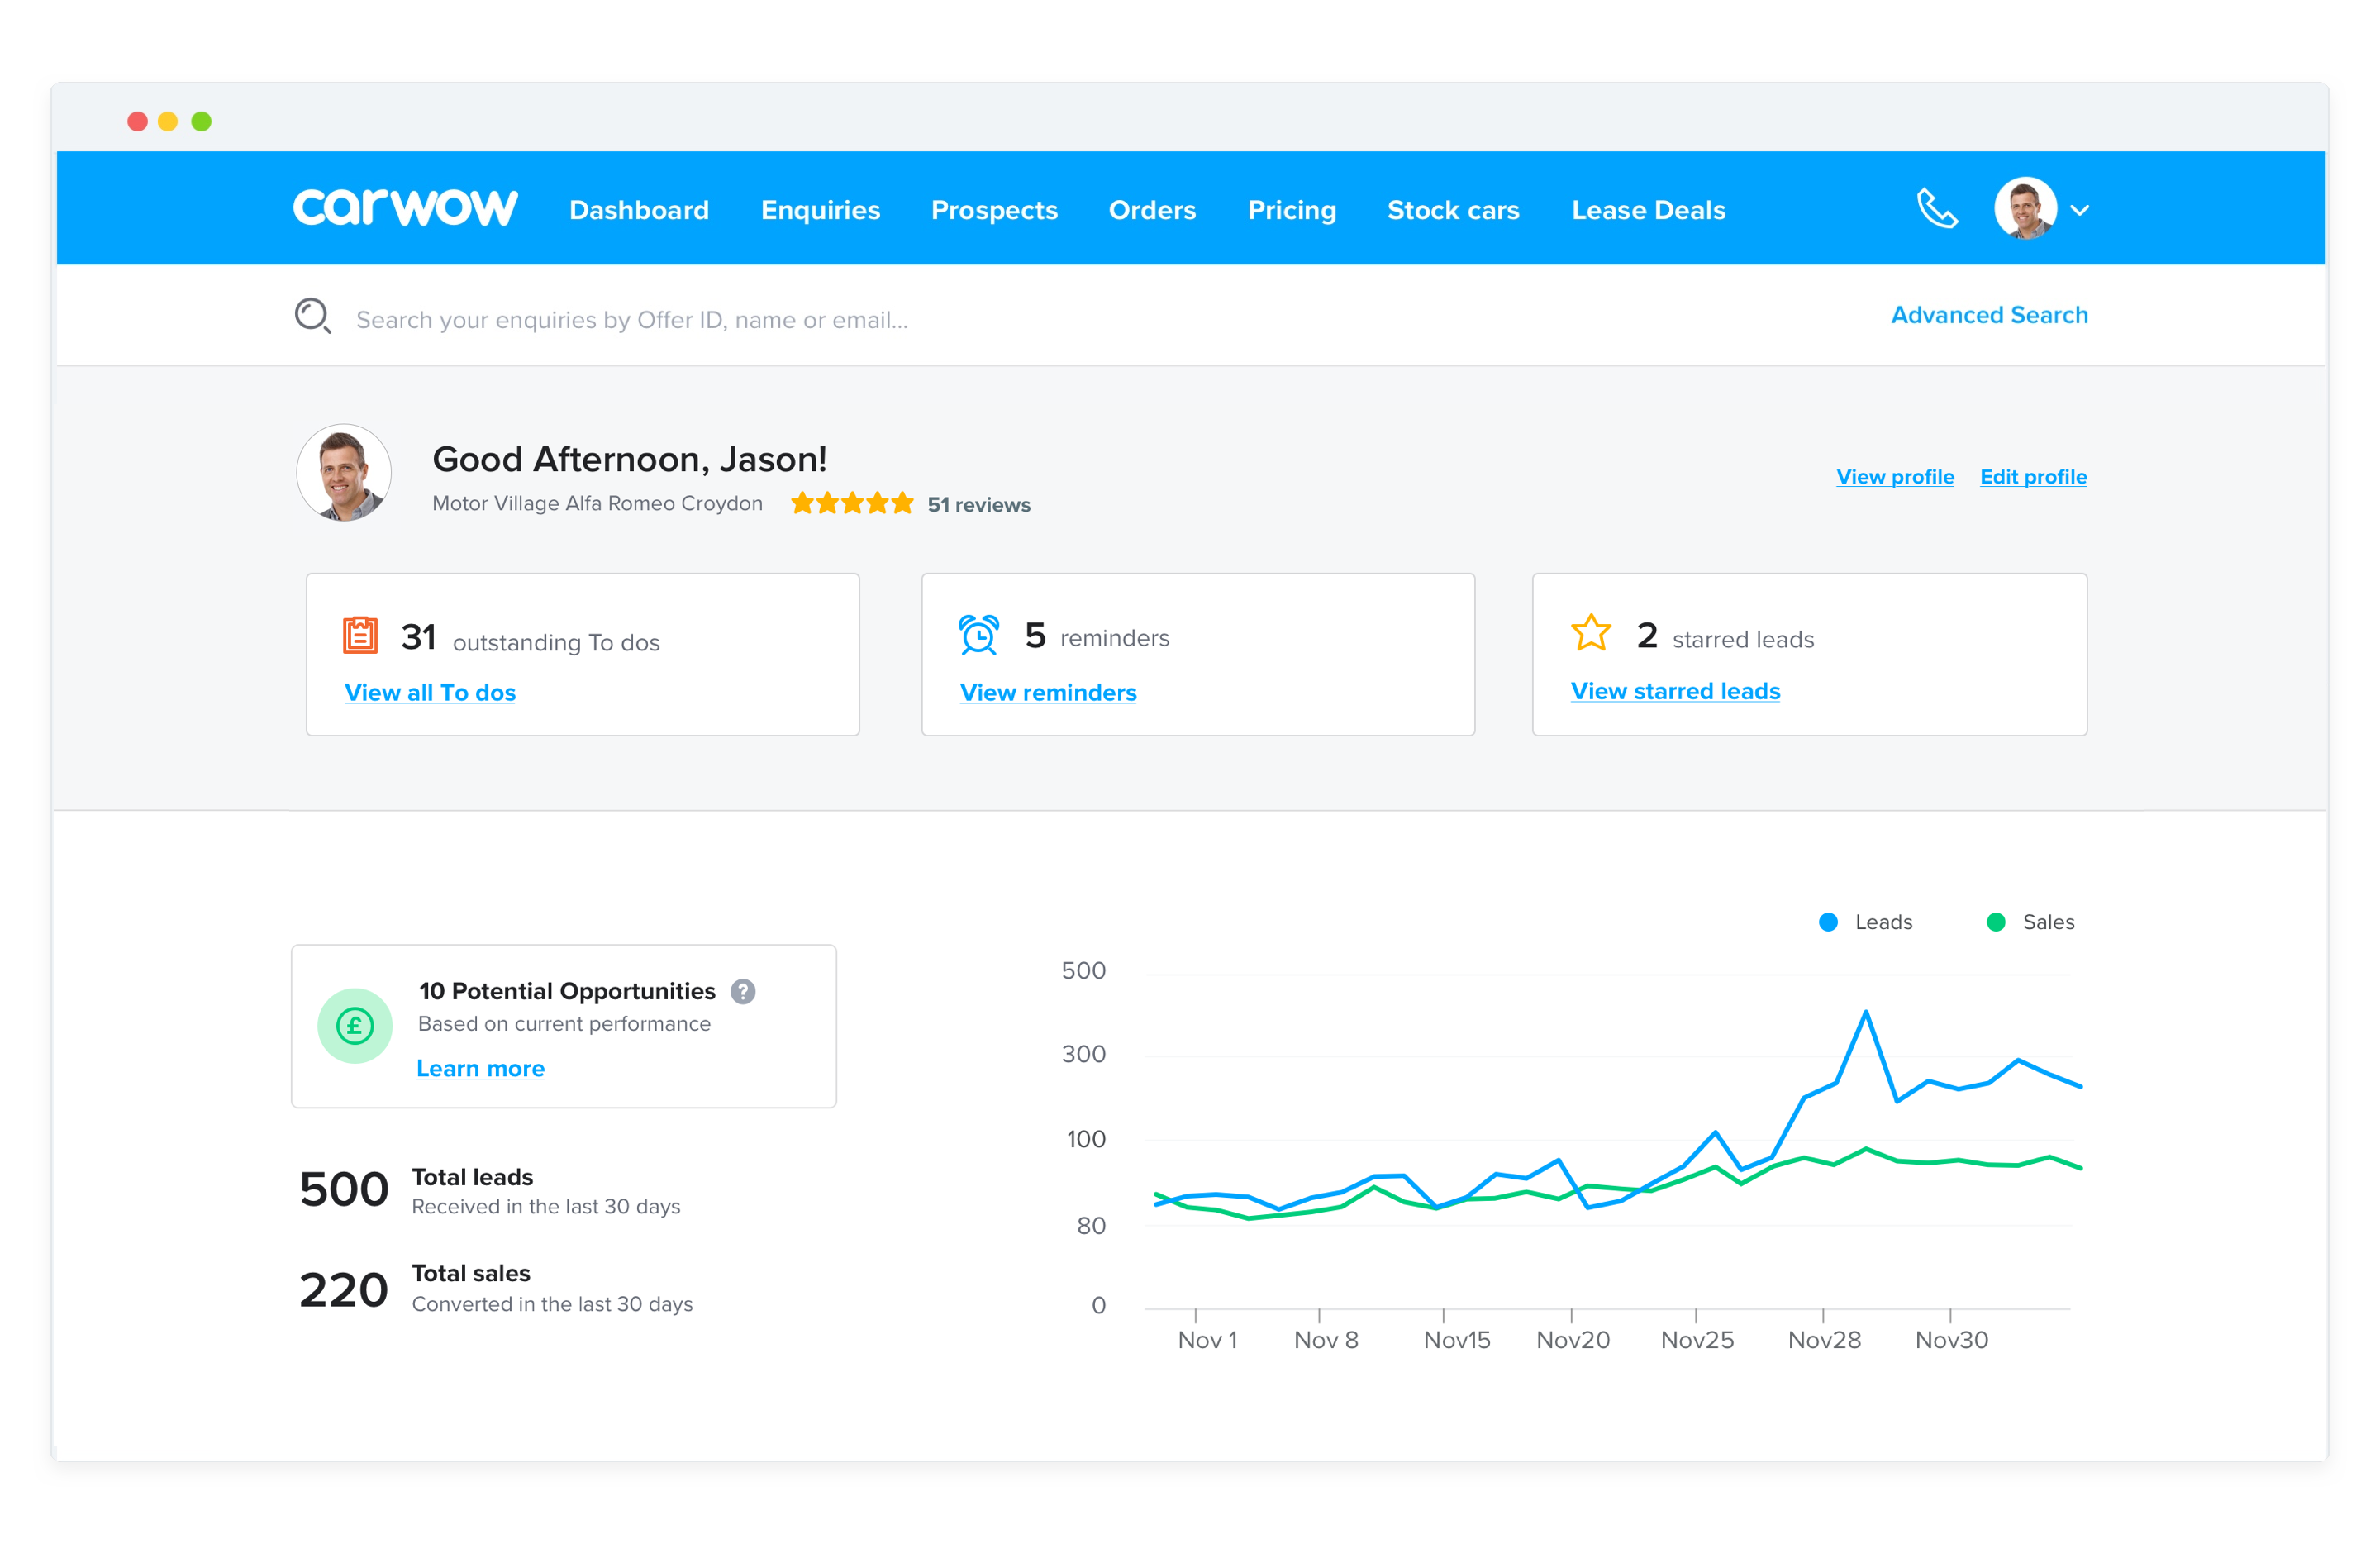 carwow Dashboard Enquiries Prospects Orders Pricing Stock cars Lease Deals
Search your enquiries by Offer ID, name or email...
Advanced Search
Good Afternoon, Jason!
Motor Village Alfa Romeo Croydon 51 reviews
View profile Edit profile
31 outstanding To dos
View all To dos
5 reminders
View reminders
2 starred leads
View starred leads
10 Potential Opportunities ?
Based on current performance
Learn more
£
500 Total leads
Received in the last 30 days
220 Total sales
Converted in the last 30 days
Leads Sales
500
300
100
80
0
Nov 1 Nov 8 Nov15 Nov20 Nov25 Nov28 Nov30